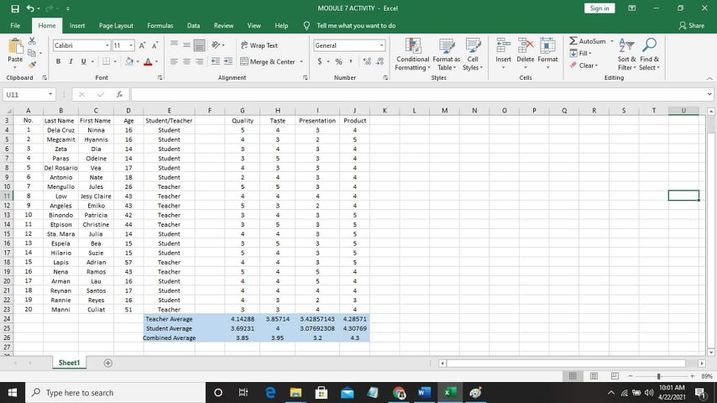 MODULE 7 ACTIVITY - Excel Sign in
File Home Insert Page Layout Formulas Data Review View Help Tell me what you want to do Share
Calibri 11 Wrap Text General AutoSum
Paste B I U Merge & Center $ % Conditional Formatting Format as Table Cell Styles Insert Delete Format Fill Clear Sort & Filter Find & Select
Clipboard Font Alignment Number Styles Cells Editing
U11 fx
A B C D E F G H I J K L M N O P Q R S T U
3 No. Last Name First Name Age Student/Teacher Quality Taste Presentation Product
4 1 Dela Cruz Ninna 16 Student 5 4 3 4
5 2 Megcamit Hyannis 16 Student 4 3 2 5
6 3 Zeta Dia 14 Student 3 4 3 4
7 4 Paras Odeine 14 Student 3 5 3 4
8 5 Del Rosario Vea 17 Student 4 3 3 4
9 6 Antonio Nate 18 Student 2 4 3 4
10 7 Mengullo Jules 26 Teacher 5 5 3 4
11 8 Low Jesy Claire 43 Teacher 4 4 4 4
12 9 Angeles Emiko 43 Teacher 5 3 2 4
13 10 Binondo Patricia 42 Teacher 3 4 3 5
14 11 Etpison Christine 44 Teacher 3 5 3 5
15 12 Sta. Mara Julia 14 Student 4 4 3 5
16 13 Espela Bea 15 Student 3 5 3 5
17 14 Hilario Suzie 15 Student 5 4 5 4
18 15 Lapis Adrian 57 Teacher 4 3 3 5
19 16 Nena Ramos 43 Teacher 5 4 5 4
20 17 Arman Lau 16 Student 5 4 4 4
21 18 Reynan Santos 17 Student 4 4 4 4
22 19 Rannie Reyes 16 Student 4 3 2 3
23 20 Manni Culiat 51 Teacher 3 3 4 4
24 Teacher Average 4.14288 3.85714 3.42857143 4.28571
25 Student Average 3.69231 4 3.07692308 4.30769
26 Combined Average 3.85 3.95 3.2 4.3
27
Sheet1
89%
Type here to search
10:01 AM
4/22/2021